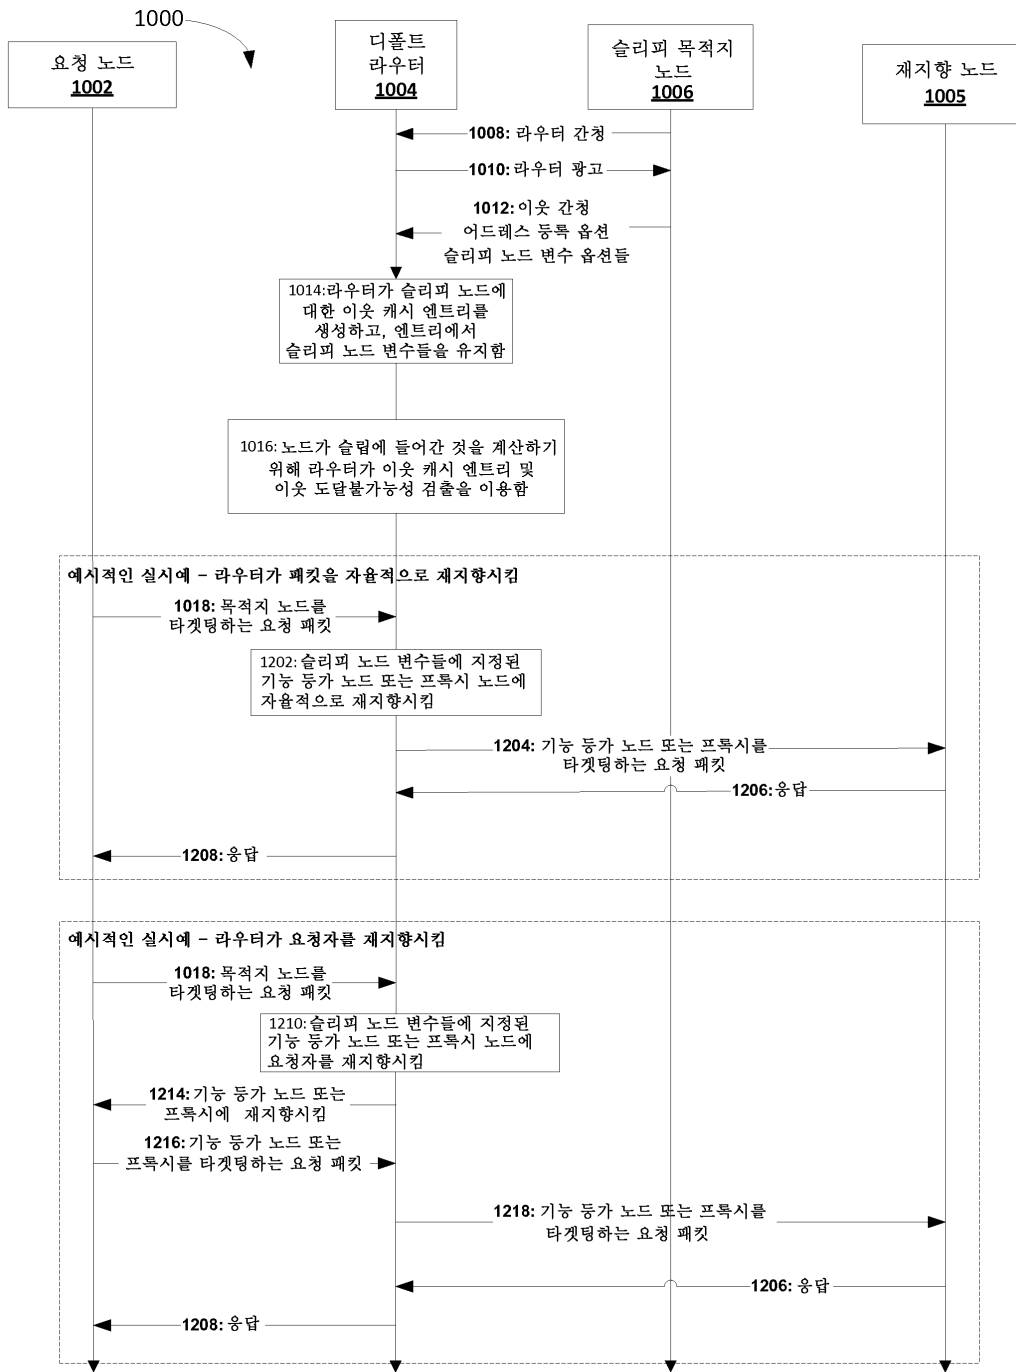 1000
요청 노드
1002
디폴트
라우터
1004
슬리피 목적지
노드
1006
재지향 노드
1005
1008: 라우터 간청
1010: 라우터 광고
1012: 이웃 간청
어드레스 등록 옵션
슬리피 노드 변수 옵션들
1014:라우터가 슬리피 노드에
대한 이웃 캐시 엔트리를
생성하고, 엔트리에서
슬리피 노드 변수들을 유지함
1016: 노드가 슬립에 들어간 것을 계산하기
위해 라우터가 이웃 캐시 엔트리 및
이웃 도달불가능성 검출을 이용함
예시적인 실시예 – 라우터가 패킷을 자율적으로 재지향시킴
1018: 목적지 노드를
타겟팅하는 요청 패킷
1202: 슬리피 노드 변수들에 지정된
기능 등가 노드 또는 프록시 노드에
자율적으로 재지향시킴
1204: 기능 등가 노드 또는 프록시를
타겟팅하는 요청 패킷
1206: 응답
1208: 응답
예시적인 실시예 – 라우터가 요청자를 재지향시킴
1018: 목적지 노드를
타겟팅하는 요청 패킷
1210: 슬리피 노드 변수들에 지정된
기능 등가 노드 또는 프록시 노드에
요청자를 재지향시킴
1214: 기능 등가 노드 또는
프록시에 재지향시킴
1216: 기능 등가 노드 또는
프록시를 타겟팅하는 요청 패킷
1218: 기능 등가 노드 또는 프록시를
타겟팅하는 요청 패킷
1206: 응답
1208: 응답